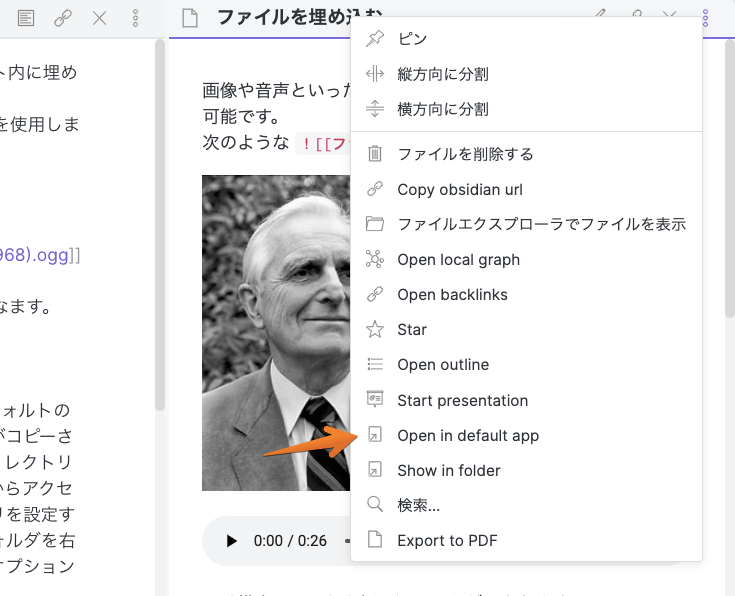 ファイルを埋め込む
ト内に埋め
を使用しま
968).ogg]]
なます。
ォルトの
がコピーさ
レクトリ
からアクセ
リを設定す
ォルダを右
オプション
画像や音声といった
可能です。
次のような ![[フ
0:00 / 0:26
ピン
縦方向に分割
横方向に分割
ファイルを削除する
Copy obsidian url
ファイルエクスプローラでファイルを表示
Open local graph
Open backlinks
Star
Open outline
Start presentation
Open in default app
Show in folder
検索...
Export to PDF